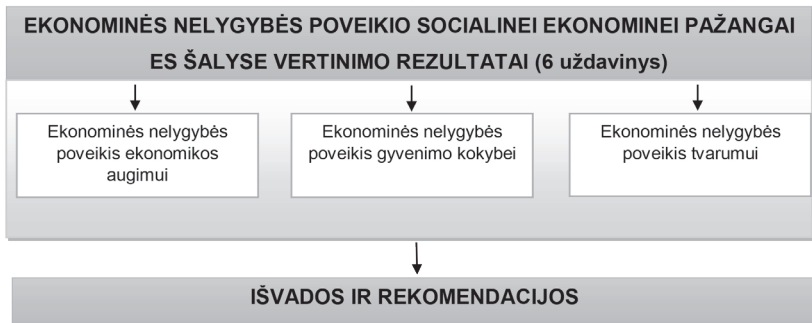 EKONOMINĖS NELYGYBĖS POVEIKIO SOCIALINEI EKONOMINEI PAŽANGAI
ES ŠALYSE VERTINIMO REZULTATAI (6 uždavinys)
Ekonominės nelygybės
poveikis ekonomikos
augimui
Ekonominės nelygybės
poveikis gyvenimo kokybei
Ekonominės nelygybės
poveikis tvarumui
IŠVADOS IR REKOMENDACIJOS